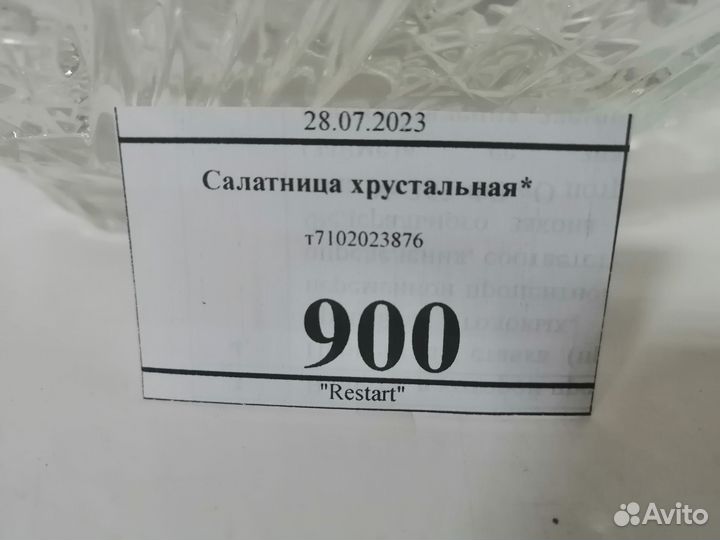 28.07.2023
Салатница хрустальная*
т7102023876
900
"Restart"
Avito